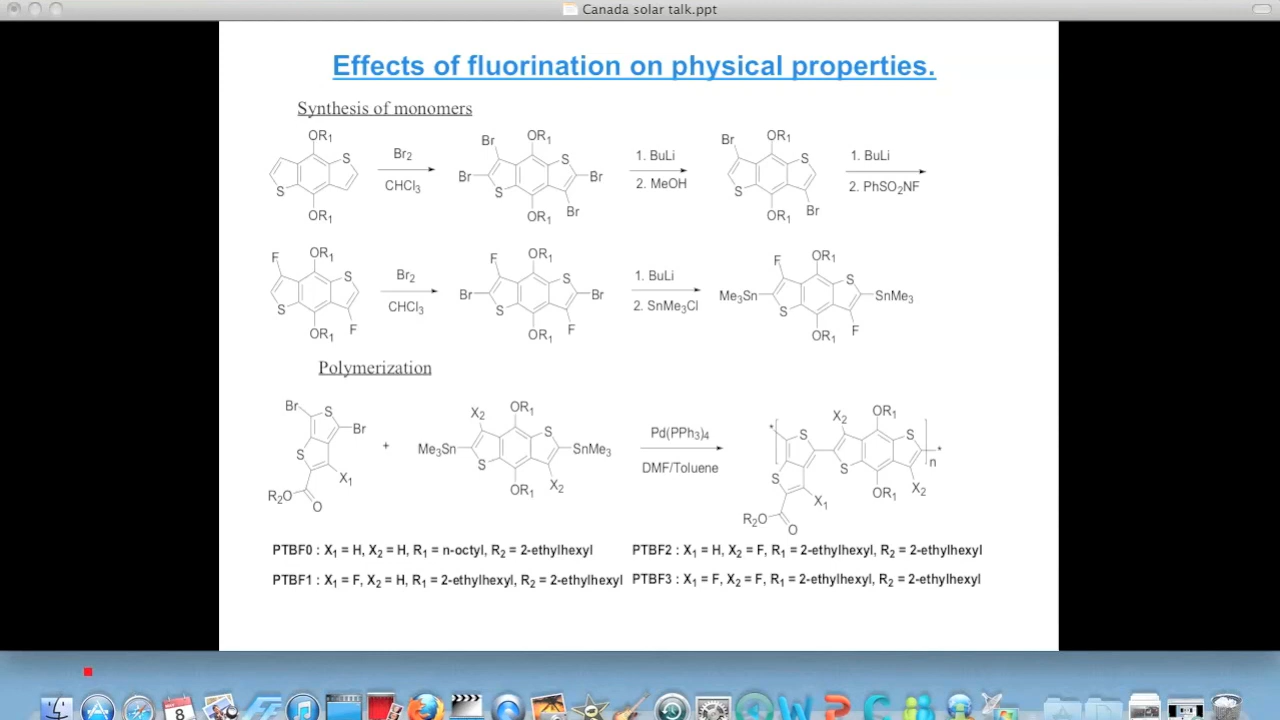 Canada solar talk.ppt
Effects of fluorination on physical properties.
Synthesis of monomers
OR₁
S
S
OR₁
Br₂
CHCl₃
Br
OR₁
S
Br
Br
S
OR₁
Br
1. BuLi
2. MeOH
Br
OR₁
S
S
OR₁
Br
1. BuLi
2. PhSO₂NF
F
OR₁
S
S
OR₁
F
Br₂
CHCl₃
F
OR₁
S
Br
Br
S
OR₁
F
1. BuLi
2. SnMe₃Cl
F
OR₁
S
Me₃Sn
SnMe₃
S
OR₁
F
Polymerization
Br
S
Br
S
X₁
R₂O
O
+
X₂
OR₁
S
Me₃Sn
SnMe₃
S
OR₁
X₂
Pd(PPh₃)₄
DMF/Toluene
*
S
X₂
OR₁
S
*
n
S
S
OR₁
X₂
X₁
R₂O
O
PTBF0 : X₁ = H, X₂ = H, R₁ = n-octyl, R₂ = 2-ethylhexyl
PTBF2 : X₁ = H, X₂ = F, R₁ = 2-ethylhexyl, R₂ = 2-ethylhexyl
PTBF1 : X₁ = F, X₂ = H, R₁ = 2-ethylhexyl, R₂ = 2-ethylhexyl
PTBF3 : X₁ = F, X₂ = F, R₁ = 2-ethylhexyl, R₂ = 2-ethylhexyl
8